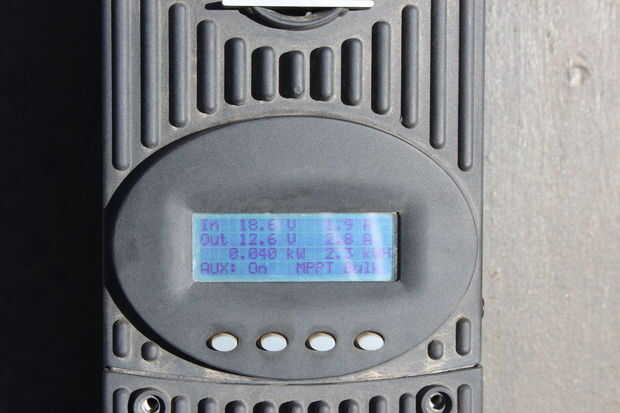 In 18.6 V 1.9 A
Out 12.6 V 2.8 A
0.040 kW 2.3 kWH
AUX: On MPPT Bulk